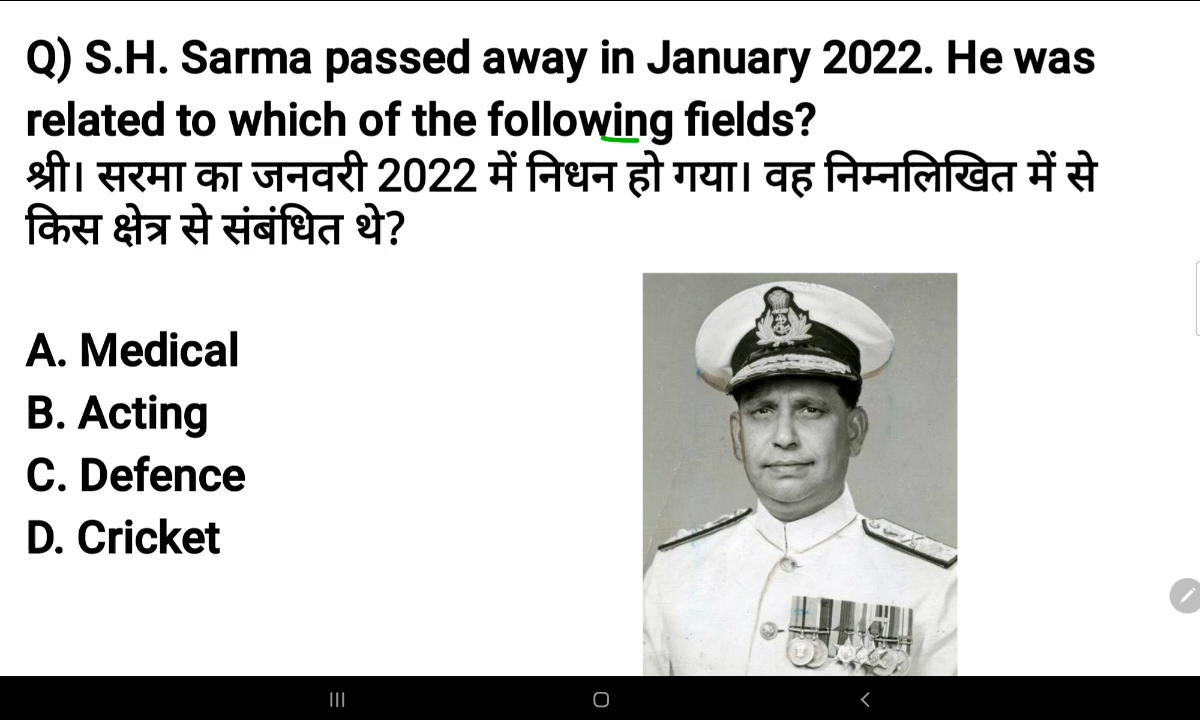 Q) S.H. Sarma passed away in January 2022. He was
related to which of the following fields?
श्री। सरमा का जनवरी 2022 में निधन हो गया। वह निम्नलिखित में से
किस क्षेत्र से संबंधित थे?
A. Medical
B. Acting
C. Defence
D. Cricket